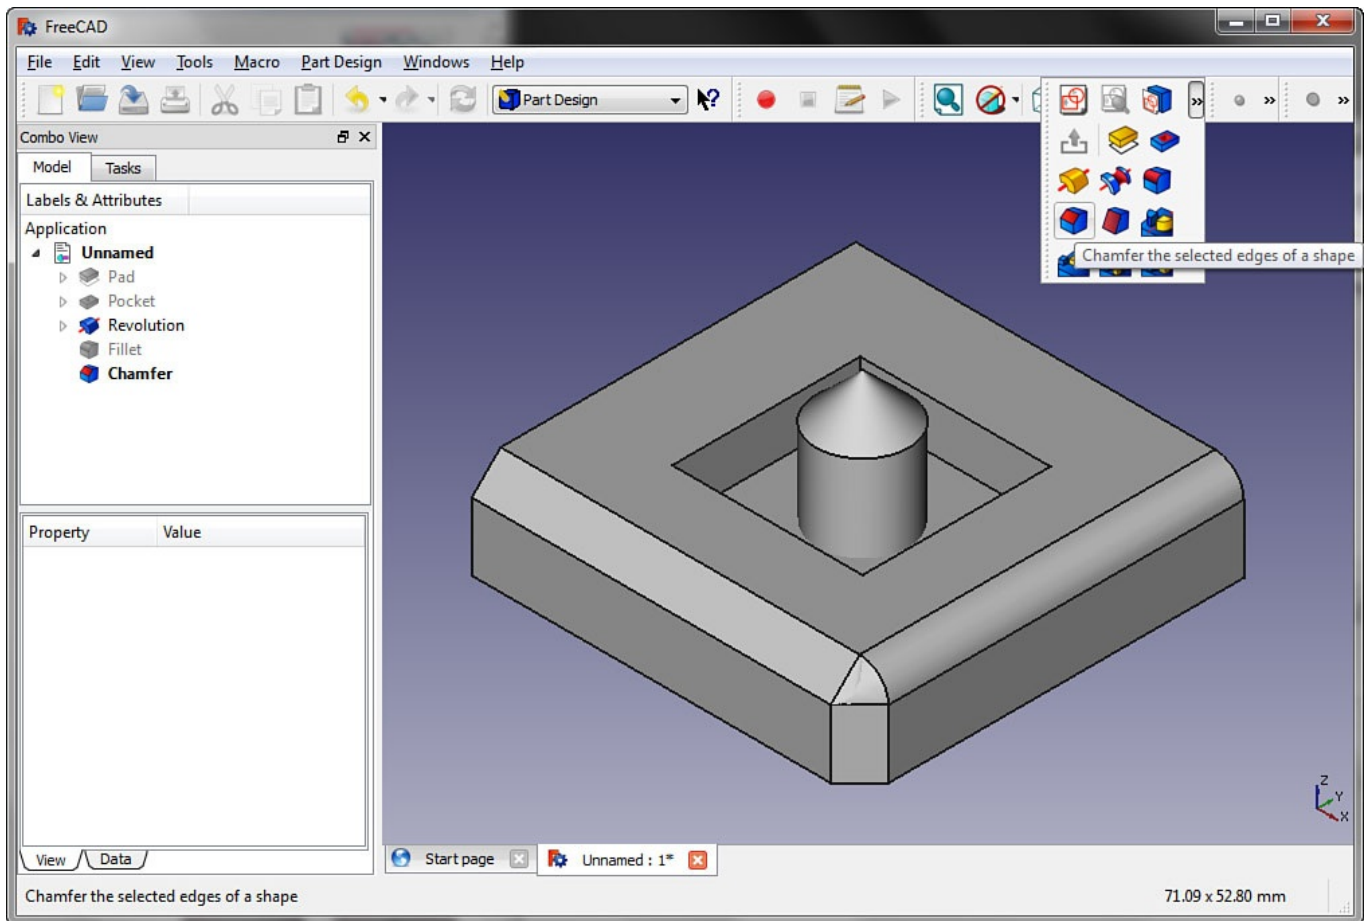 FreeCAD
File Edit View Tools Macro Part Design Windows Help
Part Design
Combo View
Model Tasks
Labels & Attributes
Application
Unnamed
Pad
Pocket
Revolution
Fillet
Chamfer
Chamfer the selected edges of a shape
Property Value
Z
Y
X
View Data
Start page Unnamed : 1*
Chamfer the selected edges of a shape 71.09 x 52.80 mm